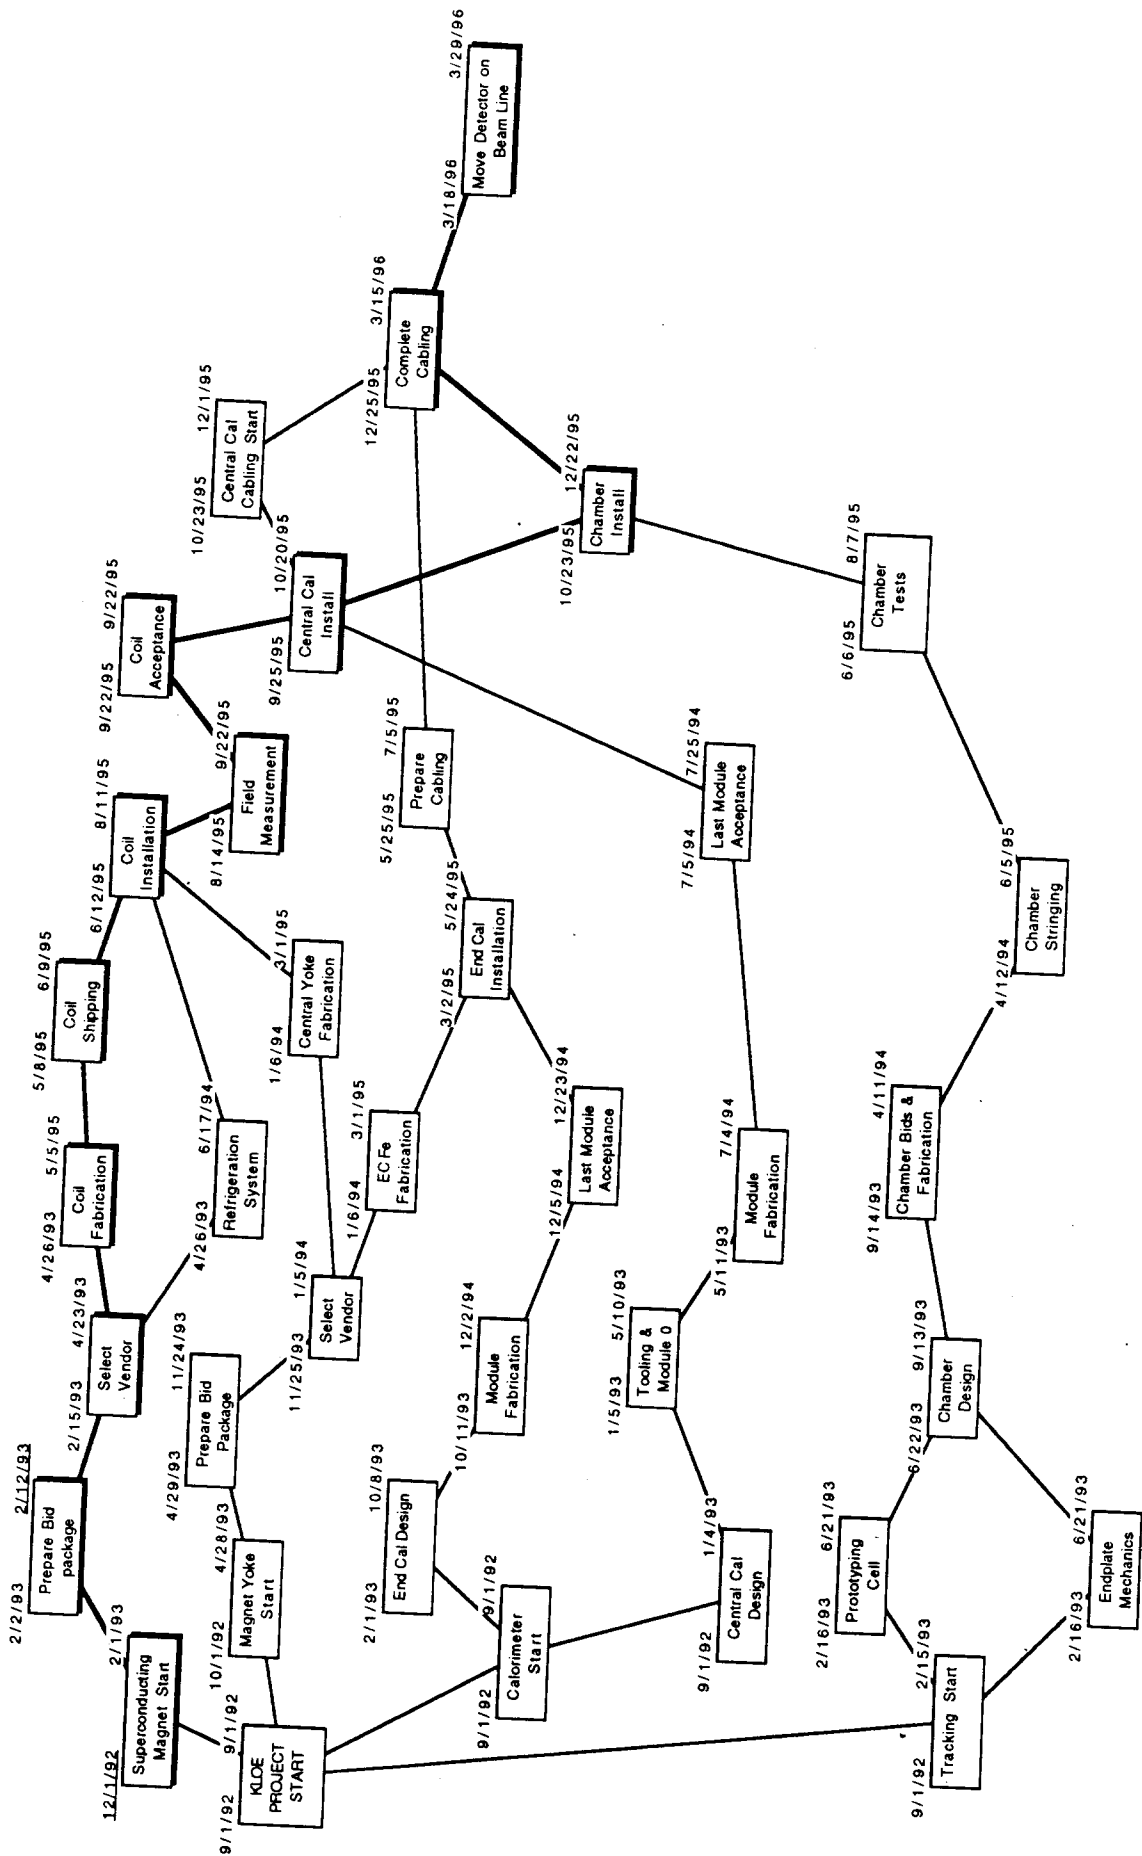 12/1/92
2/1/93
Superconducting
Magnet Start
2/2/93
2/12/93
Prepare Bid
package
2/15/93
4/23/93
Select
Vendor
4/26/93
5/5/95
Coil
Fabrication
5/8/95
6/9/95
Coil
Shipping
6/12/95
8/11/95
Coil
Installation
8/14/95
9/22/95
Field
Measurement
9/22/95
9/22/95
Coil
Acceptance
4/26/93
6/17/94
Refrigeration
System
9/1/92
9/1/92
KLOE
PROJECT
START
10/1/92
4/28/93
Magnet Yoke
Start
4/29/93
11/24/93
Prepare Bid
Package
11/25/93
1/5/94
Select
Vendor
1/6/94
3/1/95
Central Yoke
Fabrication
1/6/94
3/1/95
EC Fe
Fabrication
9/25/95
10/20/95
Central Cal
Install
10/23/95
12/1/95
Central Cal
Cabling Start
9/1/92
9/1/92
Calorimeter
Start
2/1/93
10/8/93
End Cal Design
10/11/93
12/2/94
Module
Fabrication
12/5/94
12/23/94
Last Module
Acceptance
3/2/95
5/24/95
End Cal
Installation
5/25/95
7/5/95
Prepare
Cabling
12/25/95
3/15/96
Complete
Cabling
3/18/96
3/29/96
Move Detector on
Beam Line
9/1/92
1/4/93
Central Cal
Design
1/5/93
5/10/93
Tooling &
Module 0
5/11/93
7/4/94
Module
Fabrication
7/5/94
7/25/94
Last Module
Acceptance
10/23/95
12/22/95
Chamber
Install
9/1/92
2/15/93
Tracking Start
2/16/93
6/21/93
Prototyping
Cell
2/16/93
6/21/93
Endplate
Mechanics
6/22/93
9/13/93
Chamber
Design
9/14/93
4/11/94
Chamber Bids &
Fabrication
4/12/94
6/5/95
Chamber
Stringing
6/6/95
8/7/95
Chamber
Tests